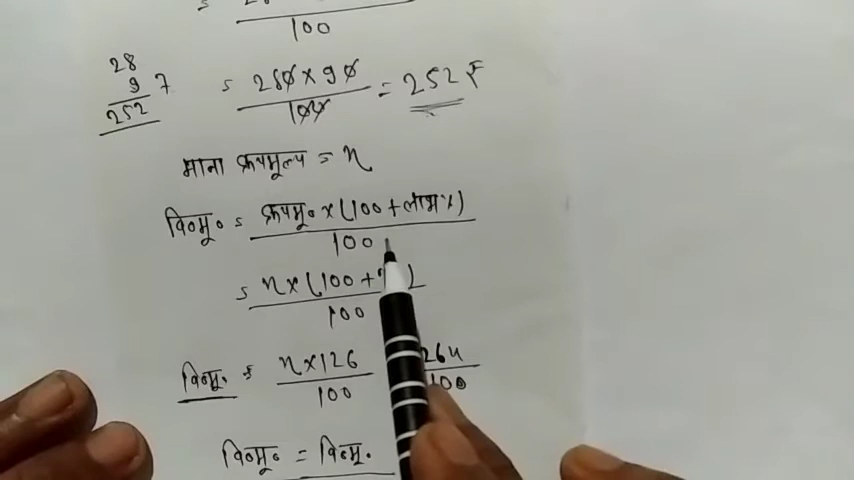 100
28
9 7
252
= 280 × 90 / 100 = 252 ₹
माना क्रयमूल्य = x
वि०मू० = क्रयमू० × (100 + लाभ%) / 100
= x × (100 + ) / 100
वि०मू० = x × 126 / 100 26x / 100
वि०मू० = वि०मू०